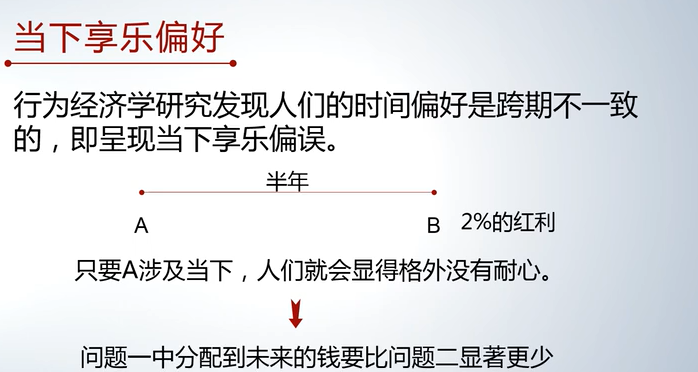 当下享乐偏好
行为经济学研究发现人们的时间偏好是跨期不一致
的，即呈现当下享乐偏误。
半年
A B 2%的红利
只要A涉及当下，人们就会显得格外没有耐心。
问题一中分配到未来的钱要比问题二显著更少